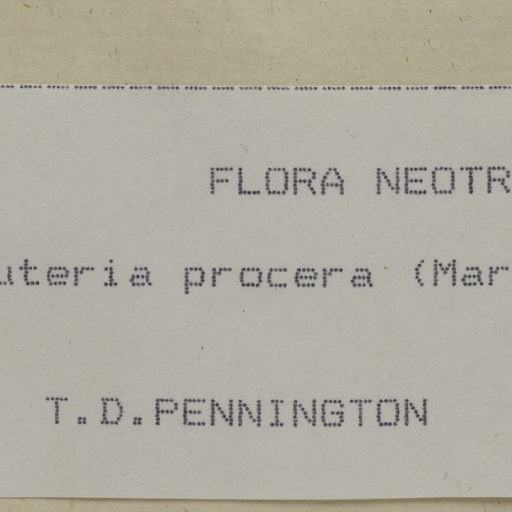 FLORA NEOTR
uteria procera (Mar
T.D.PENNINGTON